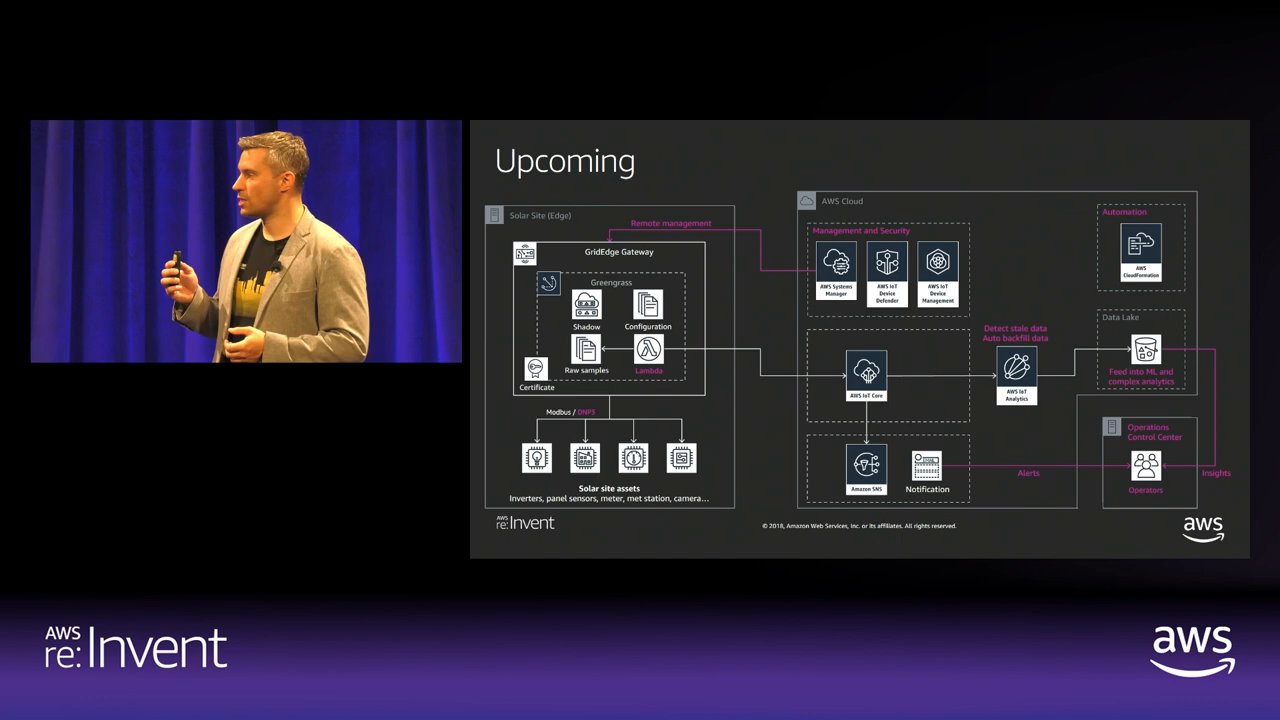 Upcoming
Solar Site (Edge)
Remote management
GridEdge Gateway
Greengrass
Shadow
Configuration
Raw samples
Lambda
Certificate
Modbus / DNP3
Solar site assets
Inverters, panel sensors, meter, met station, camera...
AWS Cloud
Management and Security
AWS Systems
Manager
AWS IoT
Device
Defender
AWS IoT
Device
Management
Automation
AWS
CloudFormation
Data Lake
Detect stale data
Auto backfill data
AWS IoT Core
AWS IoT
Analytics
Feed into ML and
complex analytics
Amazon SNS
EMAIL
Notification
Alerts
Operations
Control Center
Operators
Insights
AWS
re:Invent
© 2018, Amazon Web Services, Inc. or its affiliates. All rights reserved.
aws
AWS
re:Invent
aws